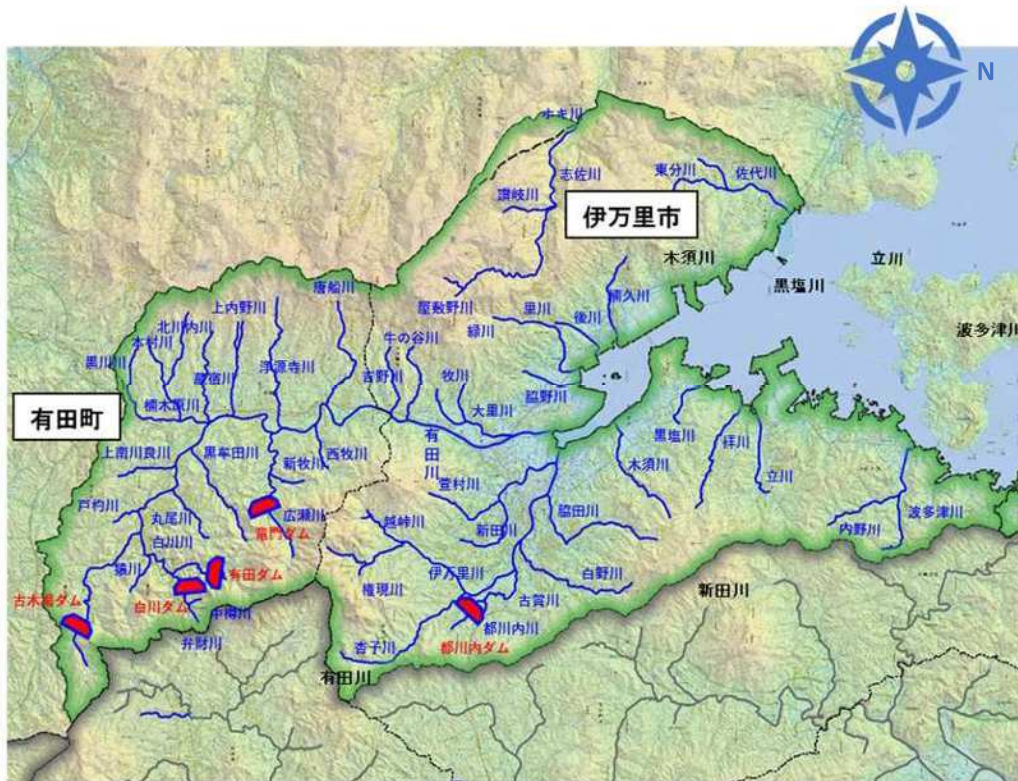 N
オキ川
志佐川
讃岐川
東分川
佐代川
伊万里市
木須川
立川
黒塩川
波多津川
唐船川
上内野川
北川内川
本村川
黒川川
楠木原川
浄源寺川
屋敷野川
里川
緑川
後川
楠久川
牛の谷川
吉野川
牧川
大里川
脇野川
有田町
上南川良川
黒牟田川
新牧川
西牧川
有田川
黒塩川
拝川
木須川
立川
菅村川
戸杓川
丸尾川
白川川
猿川
広瀬川
竜門ダム
有田ダム
白川ダム
古木場ダム
中樽川
弁財川
越峠川
新田川
脇田川
伊万里川
権現川
白野川
古賀川
都川内川
都川内ダム
杏子川
有田川
新田川
内野川
波多津川